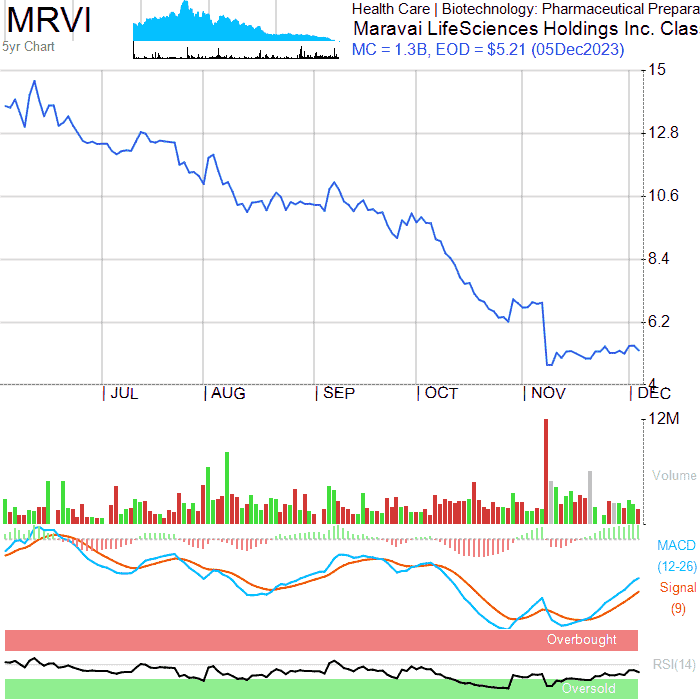 MRVI
5yr Chart
Health Care | Biotechnology: Pharmaceutical Prepara
Maravai LifeSciences Holdings Inc. Clas
MC = 1.3B, EOD = $5.21 (05Dec2023)
15
12.8
10.6
8.4
6.2
4
JUL AUG SEP OCT NOV DEC
12M
Volume
MACD
(12-26)
Signal
(9)
Overbought
RSI(14)
Oversold